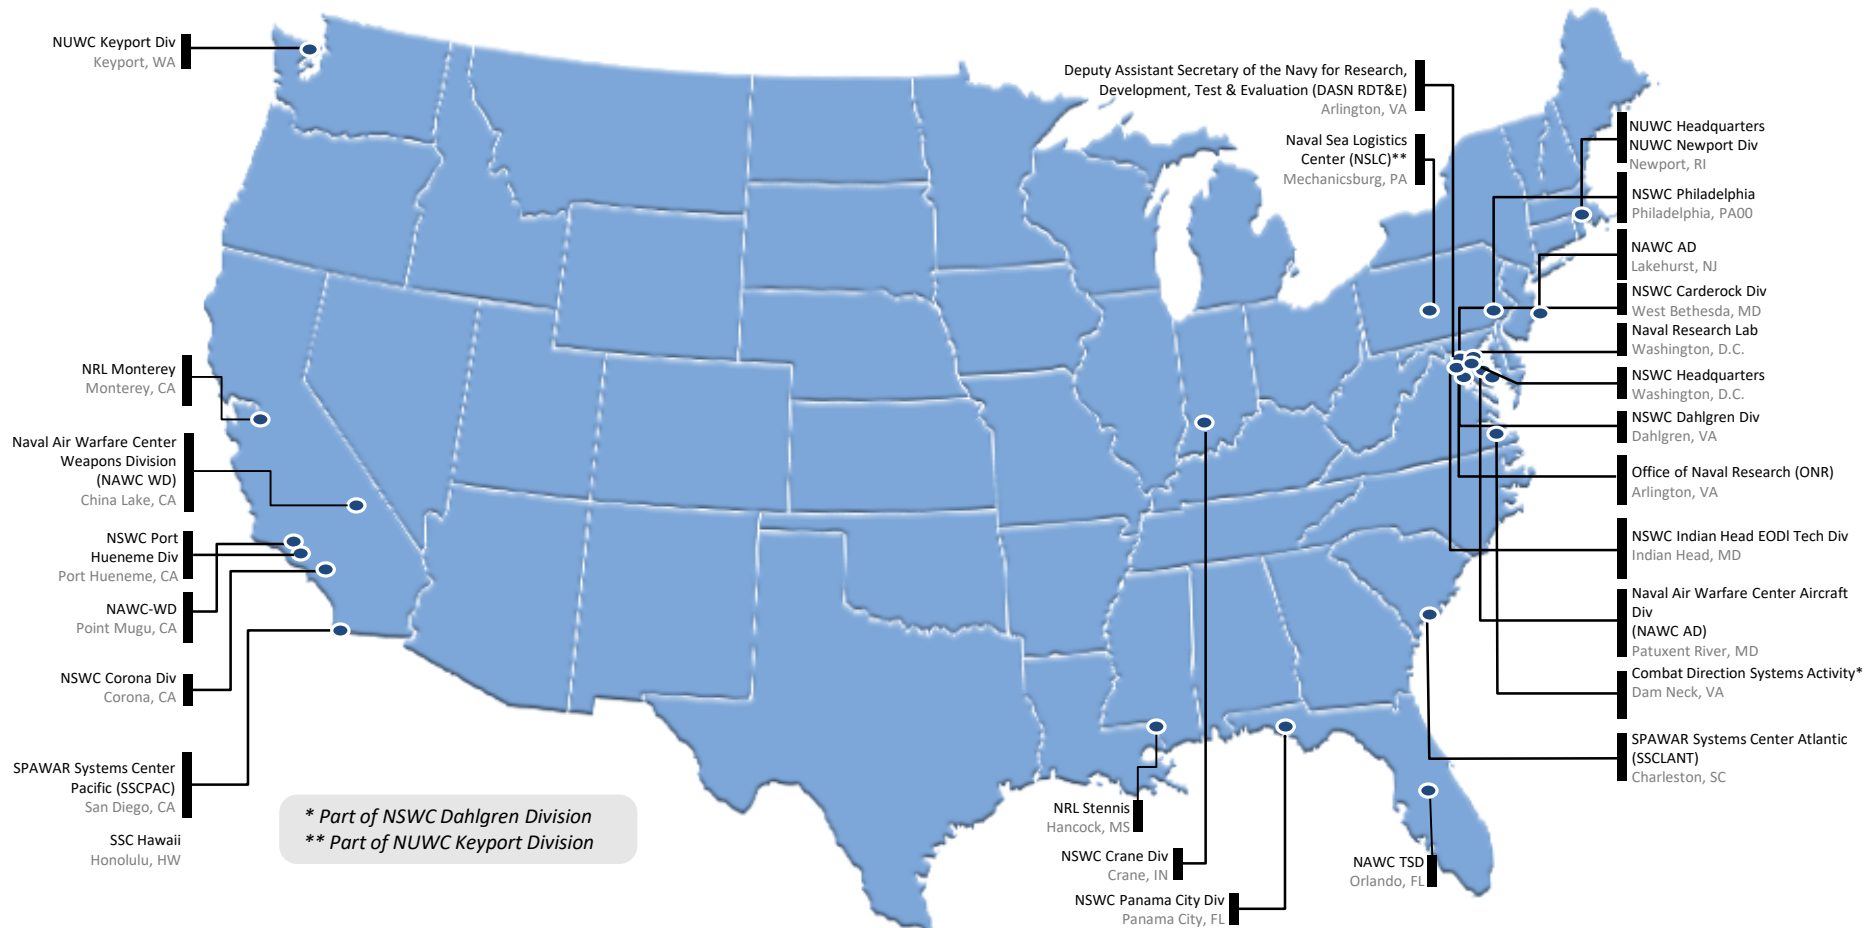 NUWC Keyport Div
Keyport, WA
NRL Monterey
Monterey, CA
Naval Air Warfare Center
Weapons Division
(NAWC WD)
China Lake, CA
NSWC Port
Hueneme Div
Port Hueneme, CA
NAWC-WD
Point Mugu, CA
NSWC Corona Div
Corona, CA
SPAWAR Systems Center
Pacific (SSCPAC)
San Diego, CA
SSC Hawaii
Honolulu, HW
* Part of NSWC Dahlgren Division
** Part of NUWC Keyport Division
Deputy Assistant Secretary of the Navy for Research,
Development, Test & Evaluation (DASN RDT&E)
Arlington, VA
Naval Sea Logistics
Center (NSLC)**
Mechanicsburg, PA
NRL Stennis
Hancock, MS
NSWC Crane Div
Crane, IN
NSWC Panama City Div
Panama City, FL
NAWC TSD
Orlando, FL
NUWC Headquarters
NUWC Newport Div
Newport, RI
NSWC Philadelphia
Philadelphia, PA00
NAWC AD
Lakehurst, NJ
NSWC Carderock Div
West Bethesda, MD
Naval Research Lab
Washington, D.C.
NSWC Headquarters
Washington, D.C.
NSWC Dahlgren Div
Dahlgren, VA
Office of Naval Research (ONR)
Arlington, VA
NSWC Indian Head EODl Tech Div
Indian Head, MD
Naval Air Warfare Center Aircraft
Div
(NAWC AD)
Patuxent River, MD
Combat Direction Systems Activity*
Dam Neck, VA
SPAWAR Systems Center Atlantic
(SSCLANT)
Charleston, SC